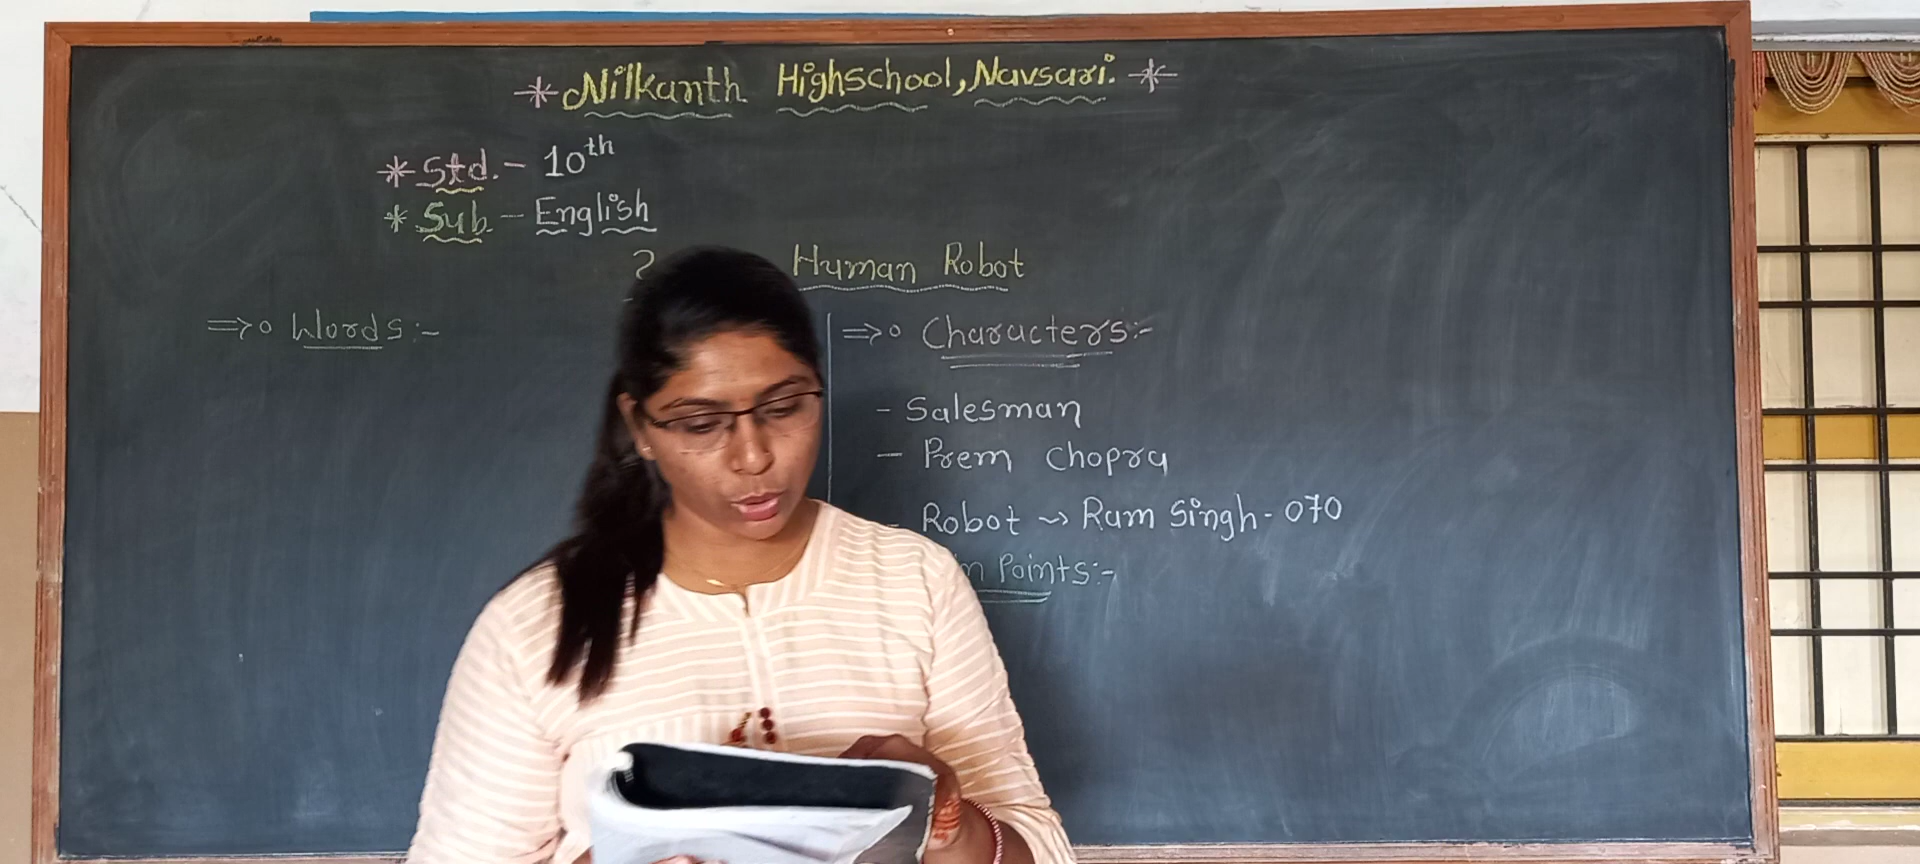 * Nilkanth Highschool, Navsari. *
* Std. - 10th
* Sub - English
2 Human Robot
⇒∘ Words:-
⇒∘ Characters:-
- Salesman
- Prem Chopra
- Robot ⇝ Ram Singh - 070
Points:-